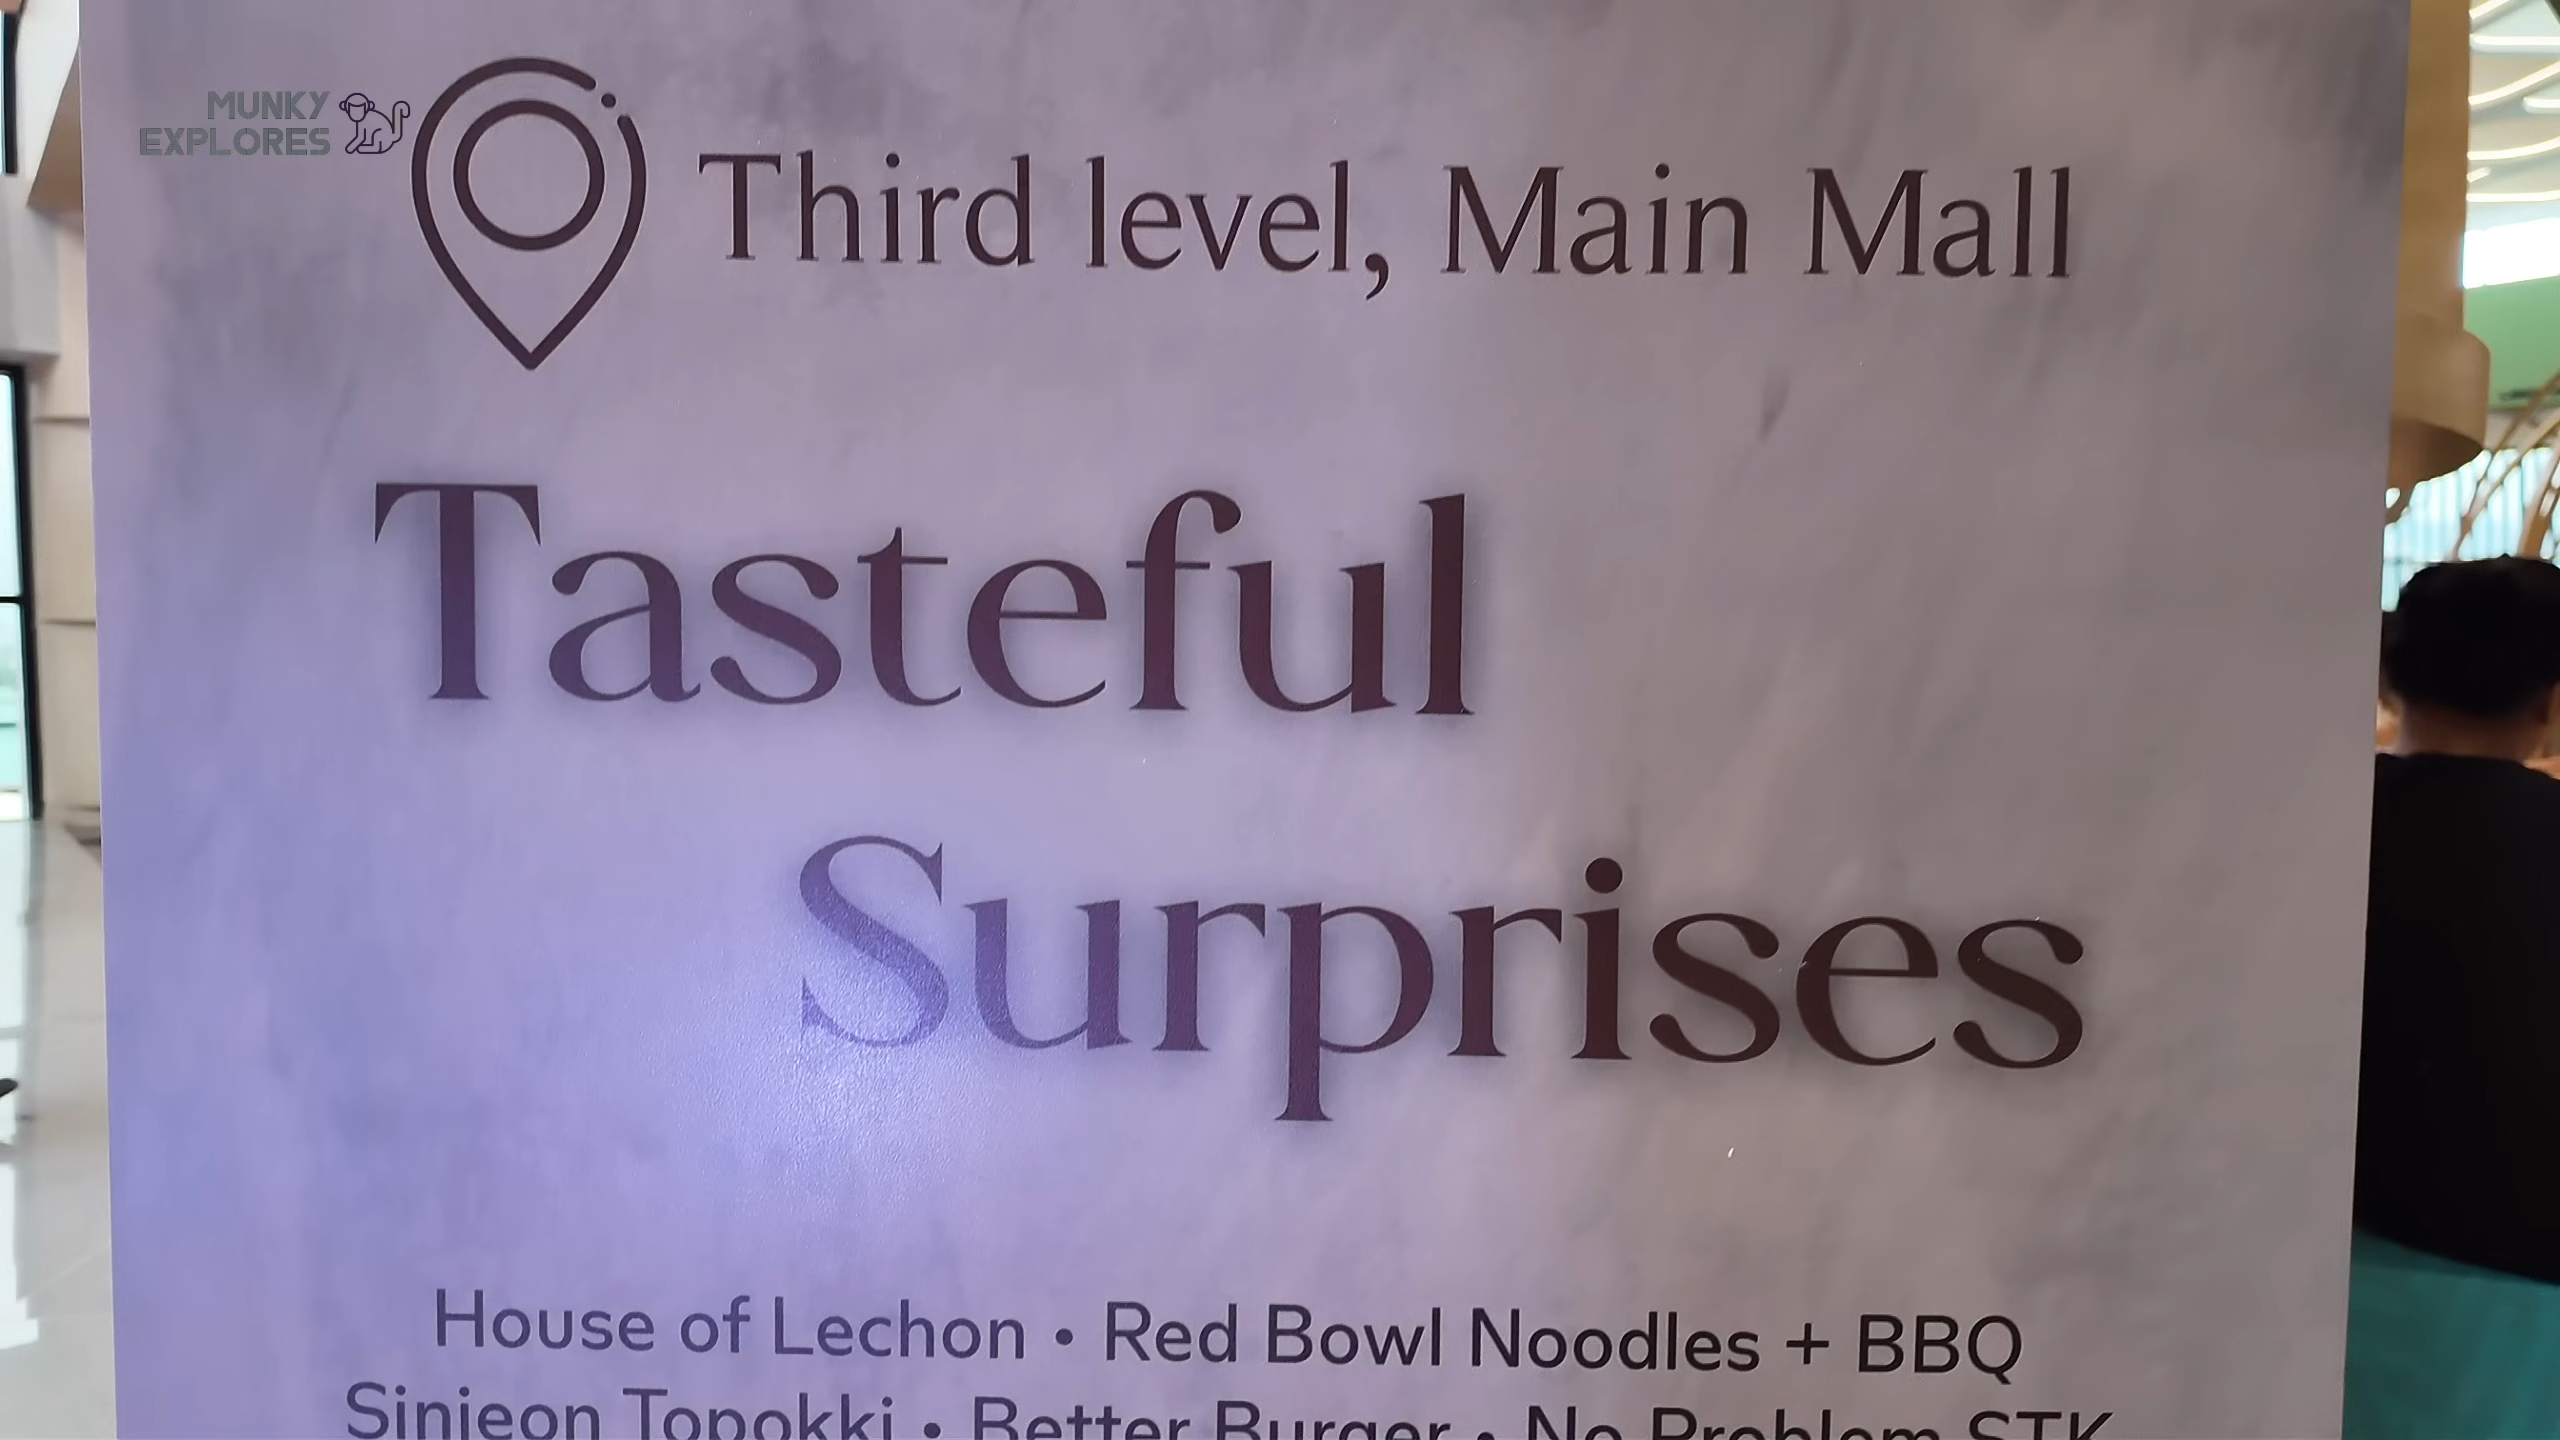 MUNKY
EXPLORES
Third level, Main Mall
Tasteful
Surprises
House of Lechon • Red Bowl Noodles + BBQ
Sinjeon Topokki • Better Burger • No Problem STK